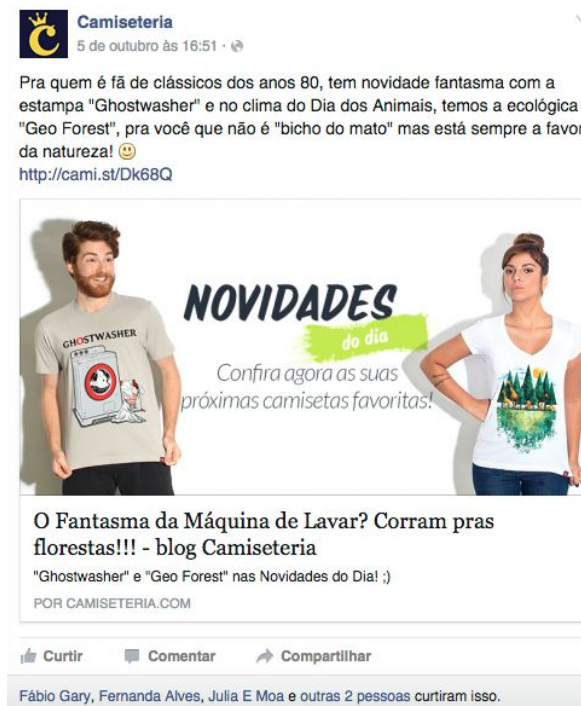 Camiseteria
5 de outubro às 16:51 ·
Pra quem é fã de clássicos dos anos 80, tem novidade fantasma com a
estampa "Ghostwasher" e no clima do Dia dos Animais, temos a ecológica
"Geo Forest", pra você que não é "bicho do mato" mas está sempre a favor
da natureza!
http://cami.st/Dk68Q
GHOSTWASHER
NOVIDADES
do dia
Confira agora as suas
próximas camisetas favoritas!
O Fantasma da Máquina de Lavar? Corram pras
florestas!!! - blog Camiseteria
"Ghostwasher" e "Geo Forest" nas Novidades do Dia! ;)
POR CAMISETERIA.COM
Curtir Comentar Compartilhar
Fábio Gary, Fernanda Alves, Julia E Moa e outras 2 pessoas curtiram isso.